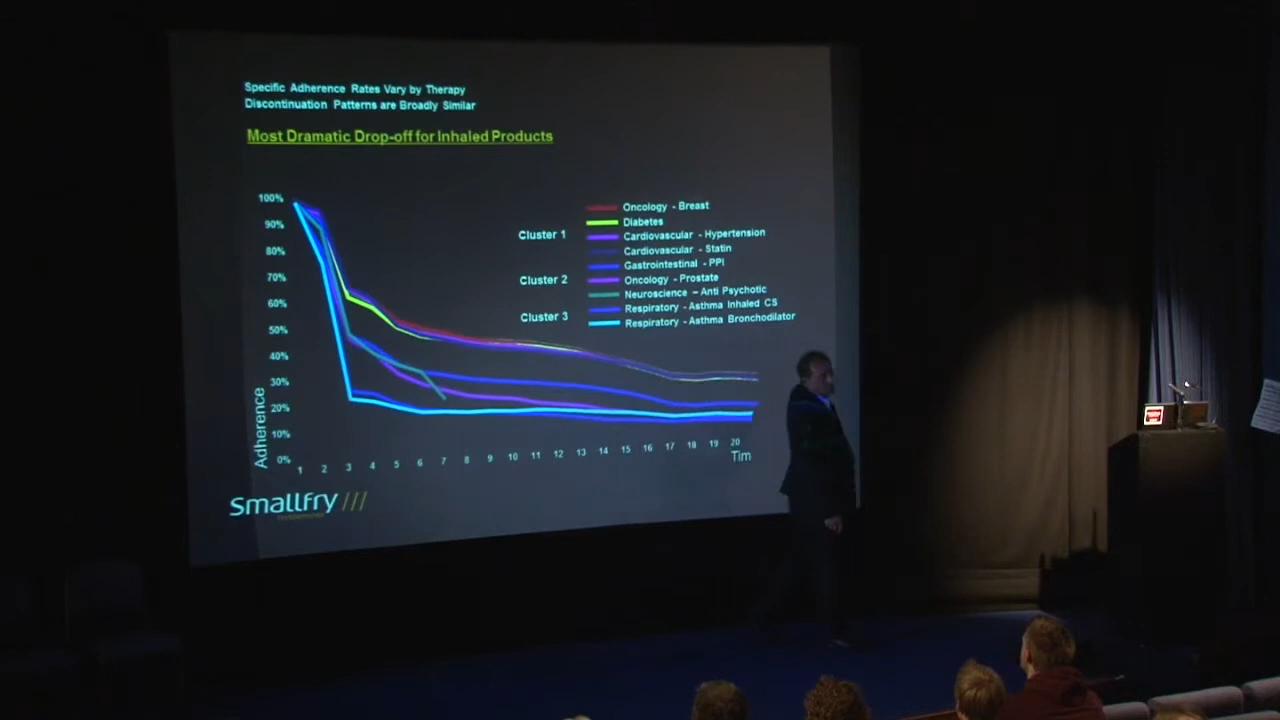 Specific Adherence Rates Vary by Therapy
Discontinuation Patterns are Broadly Similar
Most Dramatic Drop-off for Inhaled Products
100%
90%
80%
70%
60%
50%
40%
30%
20%
10%
0%
Adherence
1 2 3 4 5 6 7 8 9 10 11 12 13 14 15 16 17 18 19 20
Tim
Cluster 1
Cluster 2
Cluster 3
Oncology - Breast
Diabetes
Cardiovascular - Hypertension
Cardiovascular - Statin
Gastrointestinal - PPI
Oncology - Prostate
Neuroscience – Anti Psychotic
Respiratory - Asthma Inhaled CS
Respiratory - Asthma Bronchodilator
smallfry ///